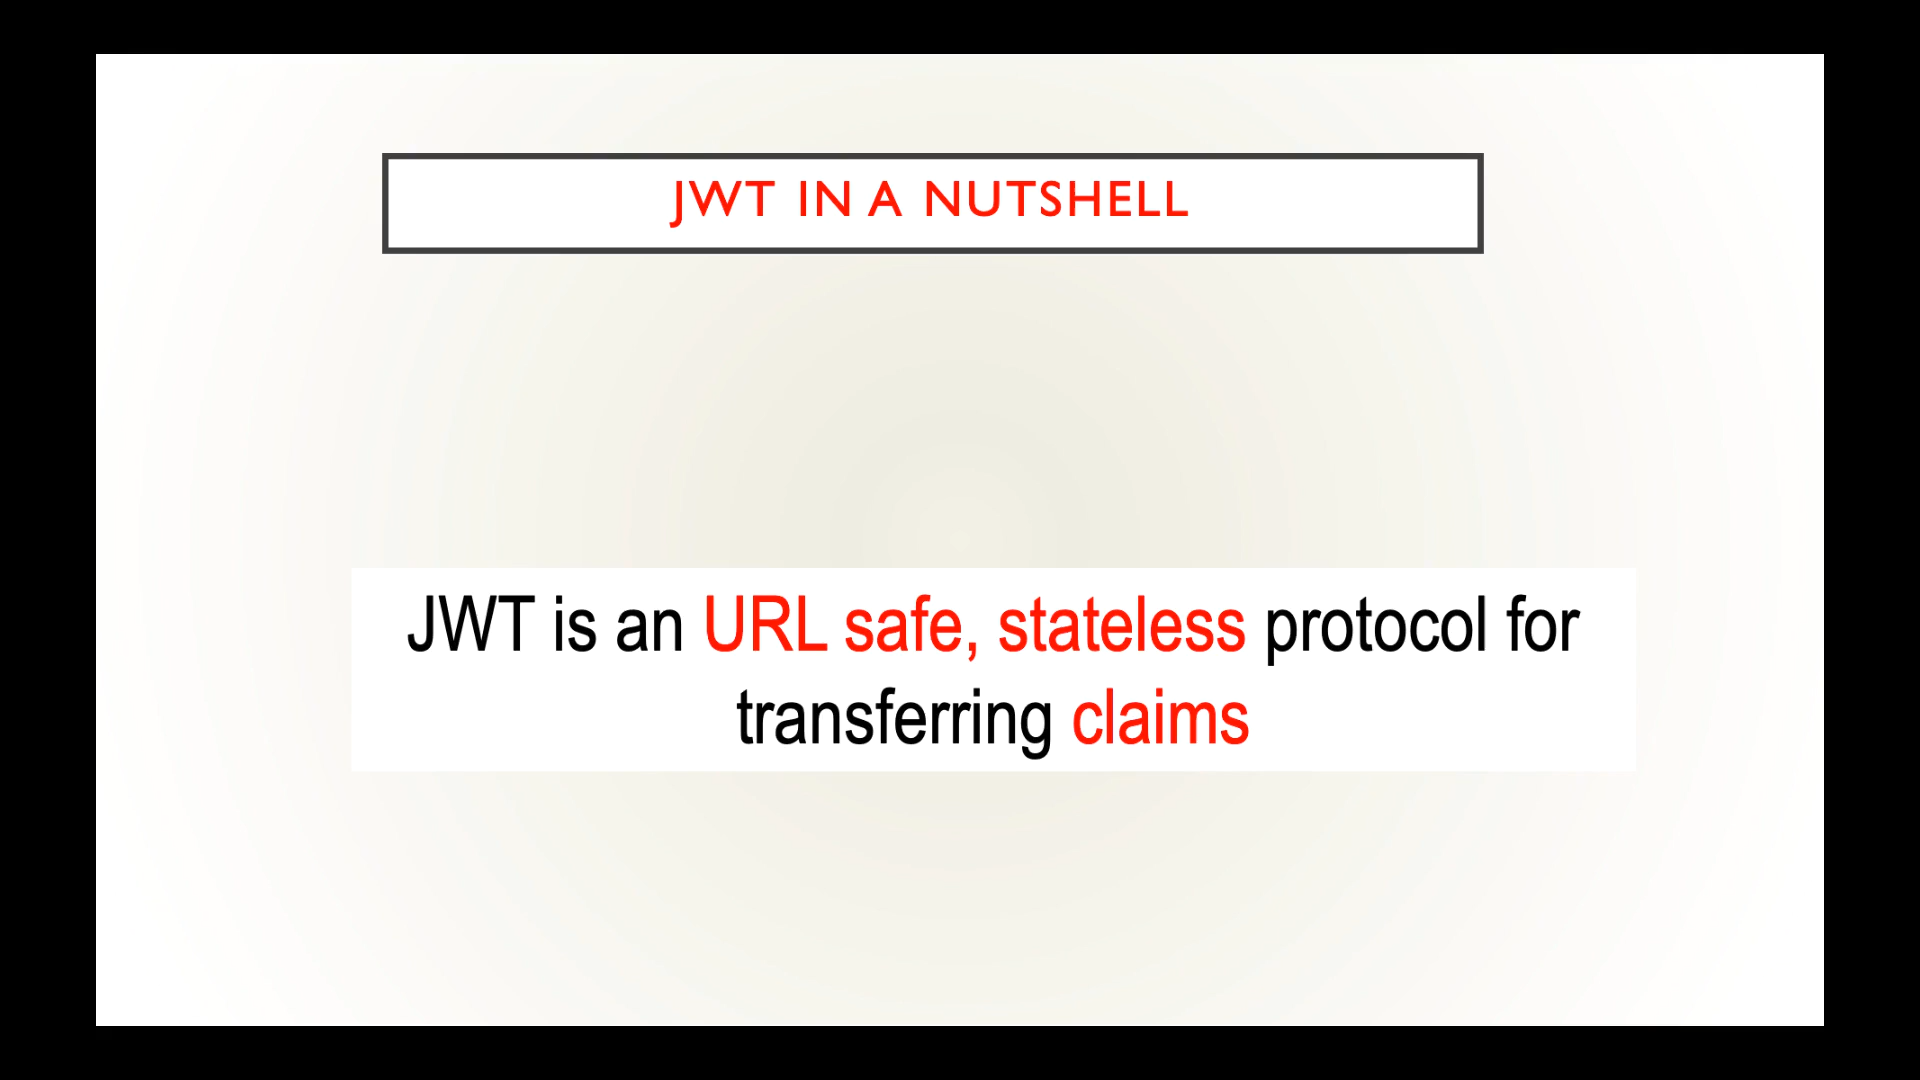 JWT IN A NUTSHELL
JWT is an URL safe, stateless protocol for
transferring claims